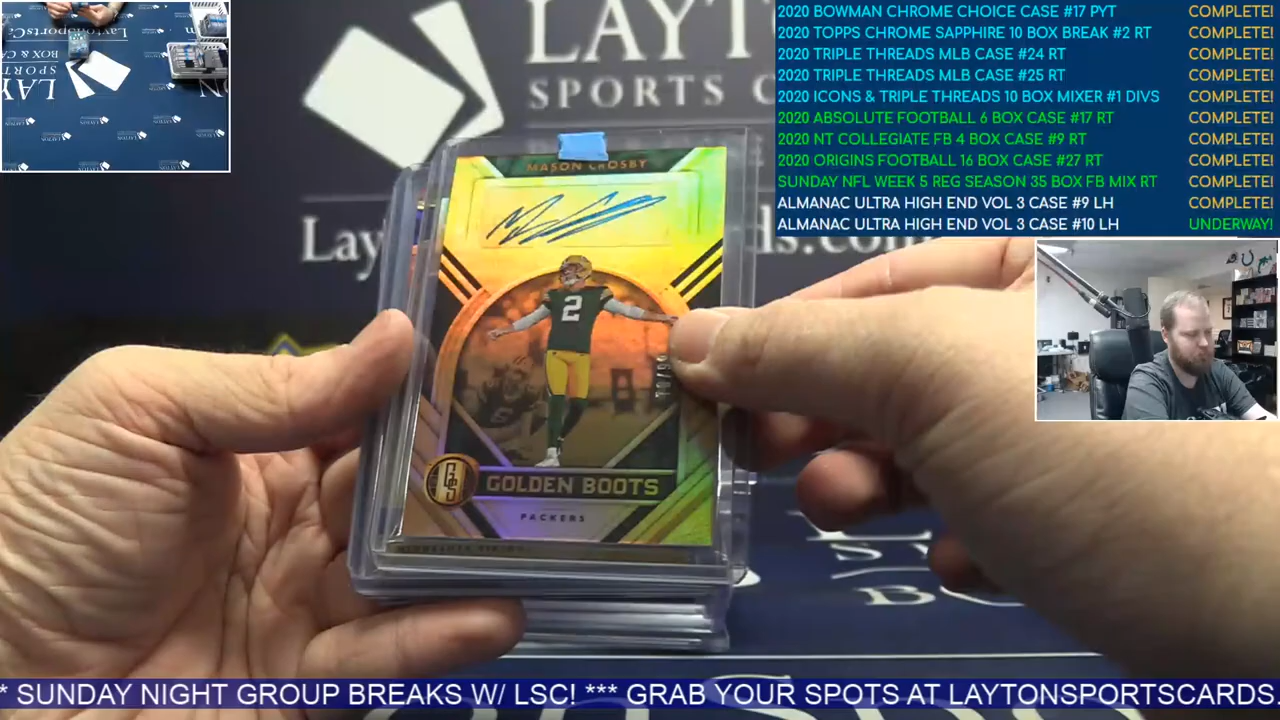 2020 BOWMAN CHROME CHOICE CASE #17 PYT COMPLETE!
2020 TOPPS CHROME SAPPHIRE 10 BOX BREAK #2 RT COMPLETE!
2020 TRIPLE THREADS MLB CASE #24 RT COMPLETE!
2020 TRIPLE THREADS MLB CASE #25 RT COMPLETE!
2020 ICONS & TRIPLE THREADS 10 BOX MIXER #1 DIVS COMPLETE!
2020 ABSOLUTE FOOTBALL 6 BOX CASE #17 RT COMPLETE!
2020 NT COLLEGIATE FB 4 BOX CASE #9 RT COMPLETE!
2020 ORIGINS FOOTBALL 16 BOX CASE #27 RT COMPLETE!
SUNDAY NFL WEEK 5 REG SEASON 35 BOX FB MIX RT COMPLETE!
ALMANAC ULTRA HIGH END VOL 3 CASE #9 LH COMPLETE!
ALMANAC ULTRA HIGH END VOL 3 CASE #10 LH UNDERWAY!
LAYT
SPORTS C
Lay
ds.com
MASON CROSBY
2
GS
GOLDEN BOOTS
PACKERS
* SUNDAY NIGHT GROUP BREAKS W/ LSC! *** GRAB YOUR SPOTS AT LAYTONSPORTSCARDS.